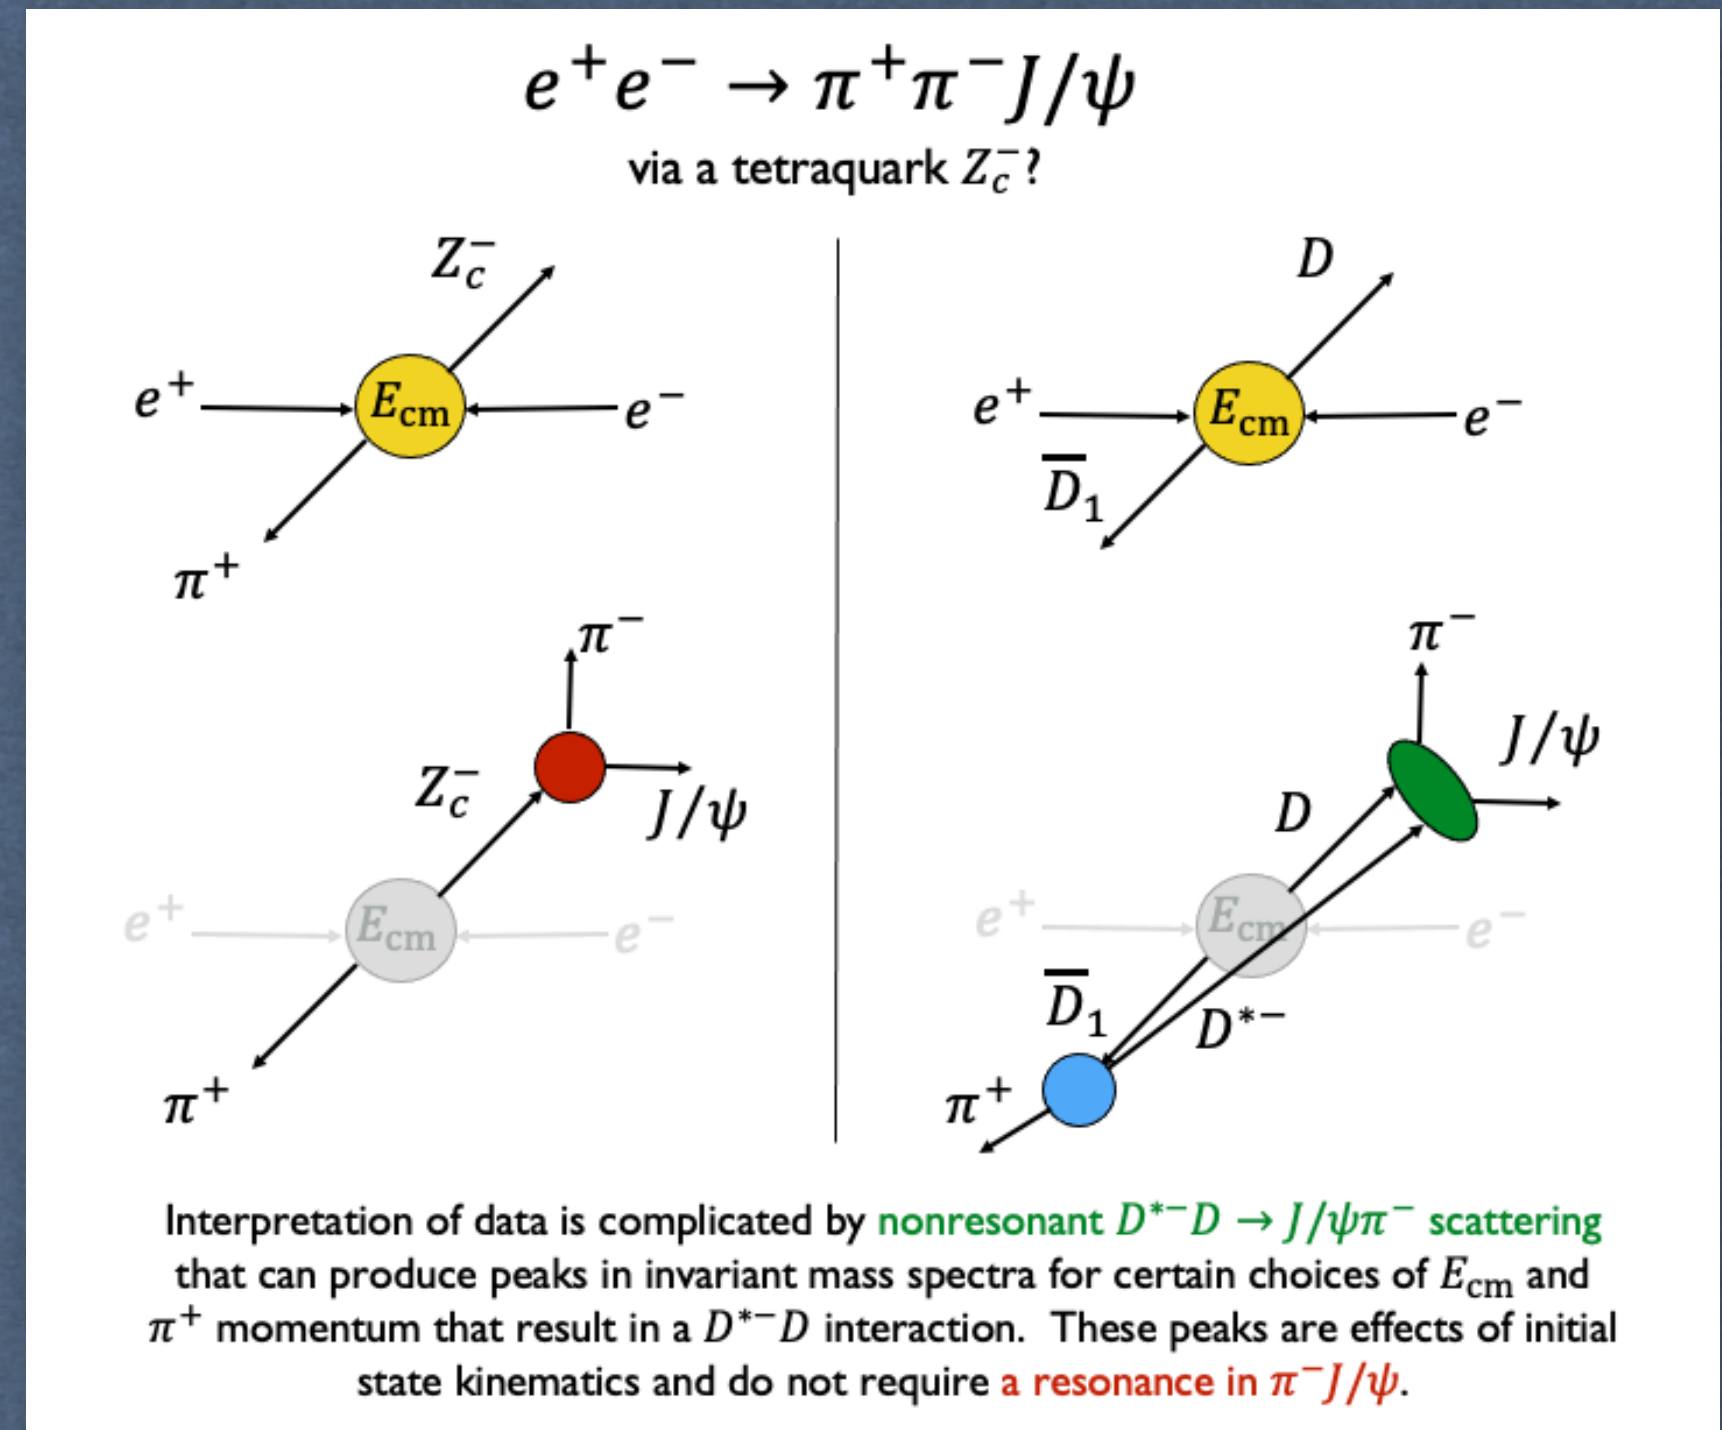 e⁺e⁻ → π⁺π⁻J/ψ
via a tetraquark Z_c⁻?
Z_c⁻
e⁺ E_cm e⁻
π⁺
D
e⁺ E_cm e⁻
D̅₁
π⁻
Z_c⁻
J/ψ
e⁺ E_cm e⁻
π⁺
π⁻
J/ψ
D
e⁺ E_cm e⁻
D̅₁
D*⁻
π⁺
Interpretation of data is complicated by nonresonant D*⁻D → J/ψπ⁻ scattering
that can produce peaks in invariant mass spectra for certain choices of E_cm and
π⁺ momentum that result in a D*⁻D interaction. These peaks are effects of initial
state kinematics and do not require a resonance in π⁻J/ψ.